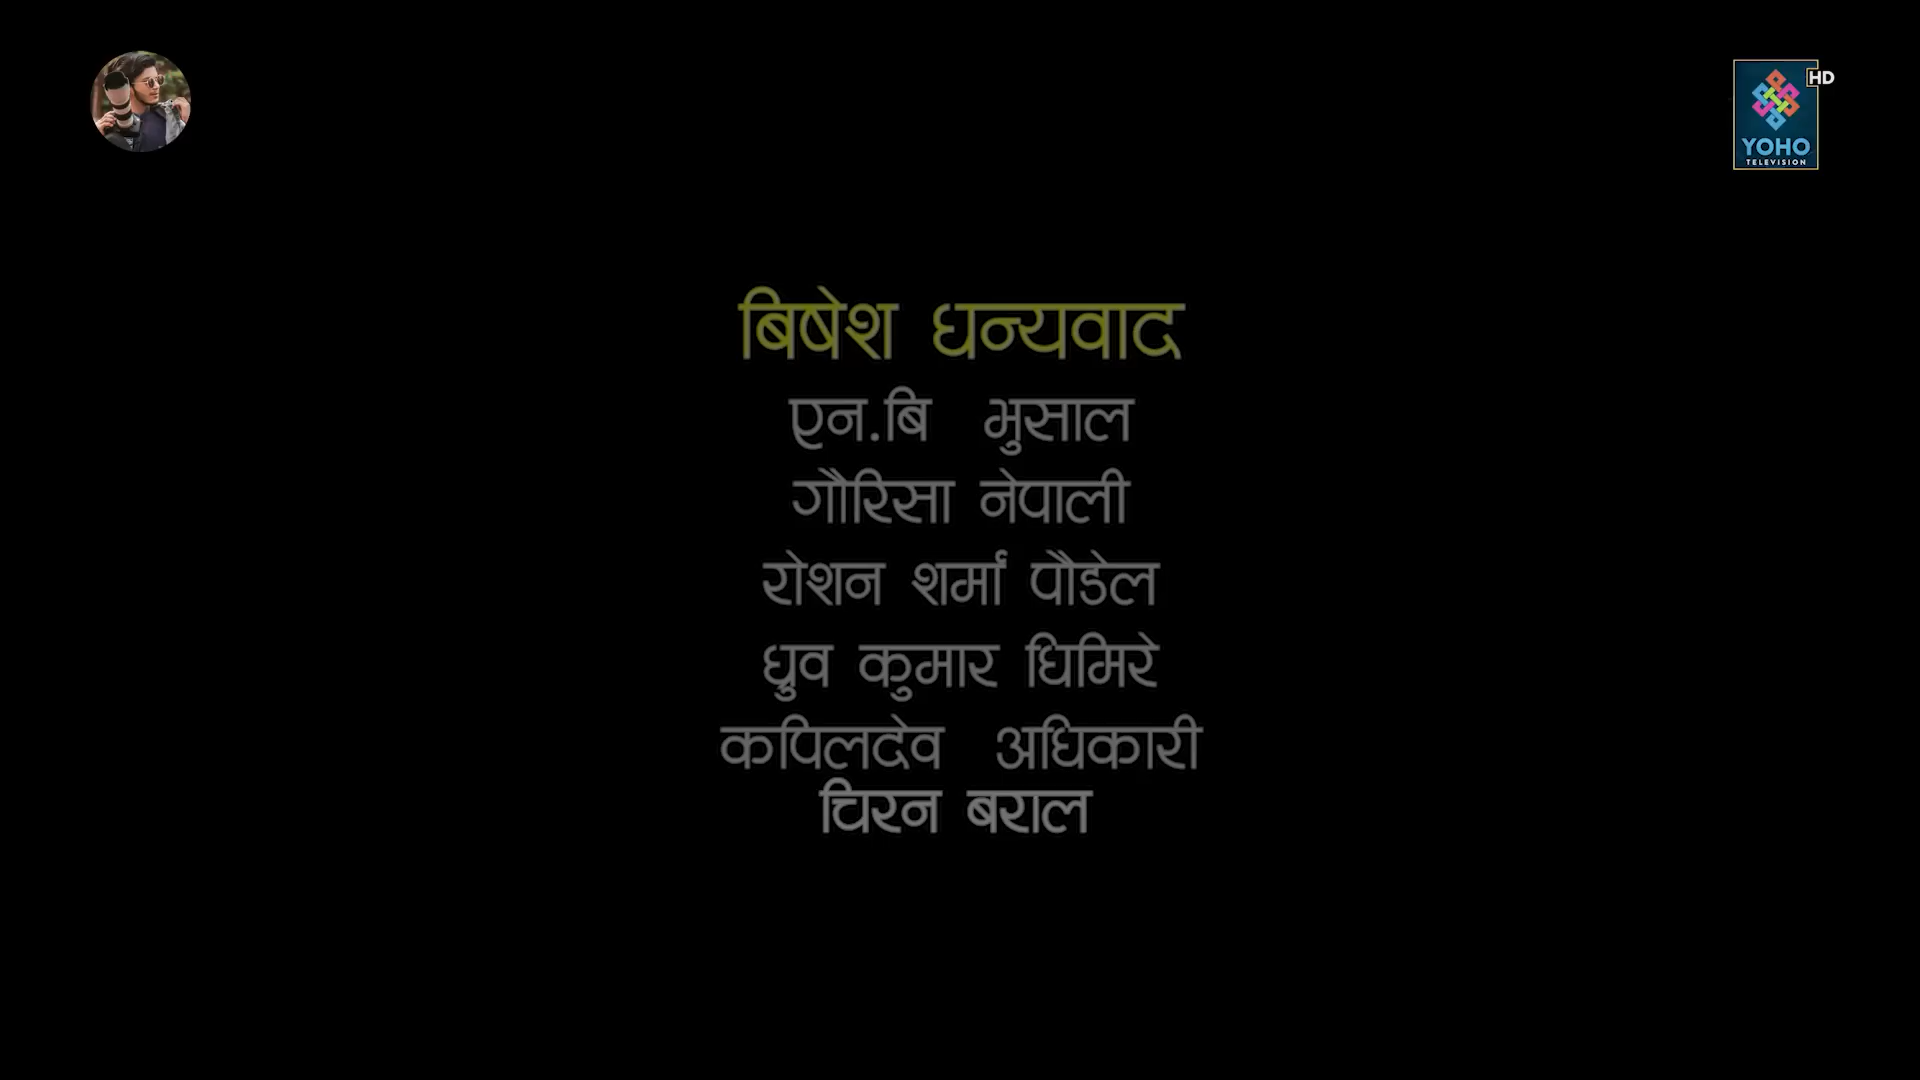 HD
YOHO
TELEVISION
बिषेश धन्यवाद
एन.बि भुसाल
गौरिसा नेपाली
रोशन शर्मा पौडेल
ध्रुव कुमार घिमिरे
कपिलदेव अधिकारी
चिरन बराल